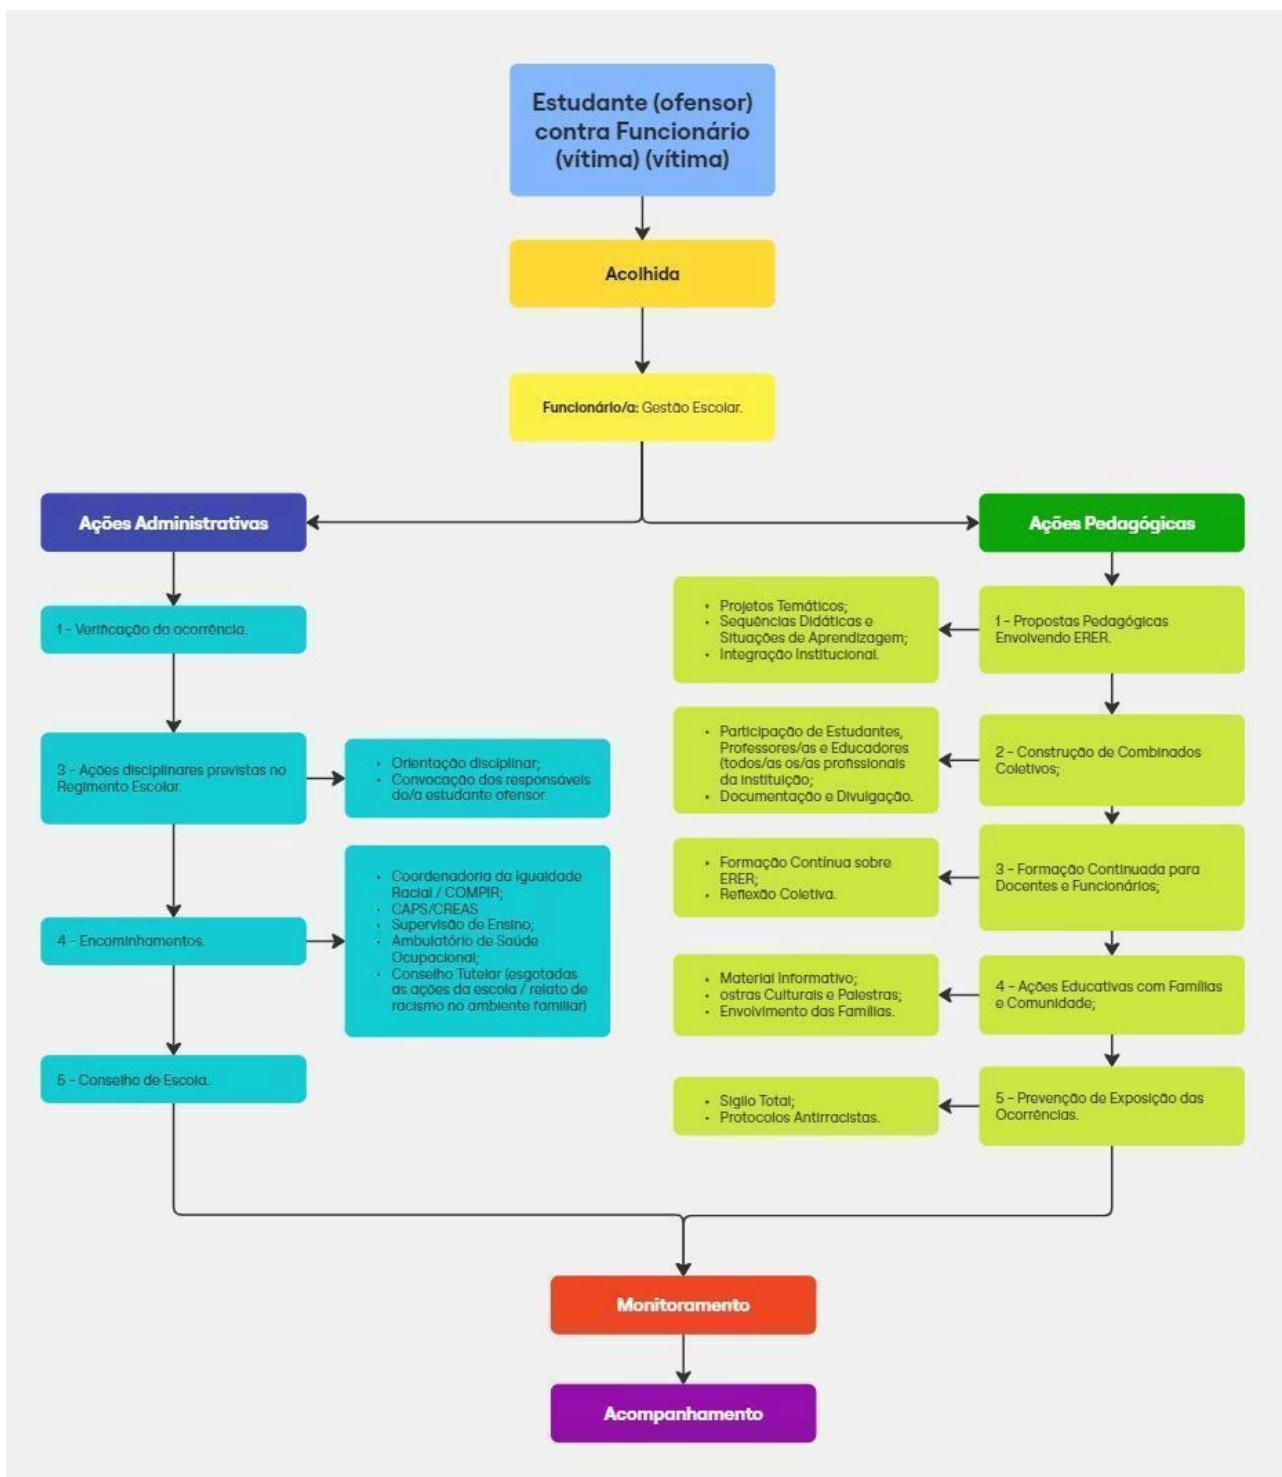 Estudante (ofensor)
contra Funcionário
(vítima) (vítima)
Acolhida
Funcionário/a: Gestão Escolar.
Ações Administrativas
1 - Verificação da ocorrência.
3 - Ações disciplinares previstas no
Regimento Escolar.
• Orientação disciplinar;
• Convocação dos responsáveis
do/a estudante ofensor.
4 - Encaminhamentos.
• Coordenadoria da Igualdade
Racial / COMPIR;
• CAPS/CREAS
• Supervisão de Ensino;
• Ambulatório de Saúde
Ocupacional;
• Conselho Tutelar (esgotadas
as ações da escola / relato de
racismo no ambiente familiar)
5 - Conselho de Escola.
Ações Pedagógicas
1 - Propostas Pedagógicas
Envolvendo ERER.
• Projetos Temáticos;
• Sequências Didáticas e
Situações de Aprendizagem;
• Integração Institucional.
2 - Construção de Combinados
Coletivos;
• Participação de Estudantes,
Professores/as e Educadores
(todos/as os/as profissionais
da instituição;
• Documentação e Divulgação.
3 - Formação Continuada para
Docentes e Funcionários;
• Formação Contínua sobre
ERER;
• Reflexão Coletiva.
4 - Ações Educativas com Famílias
e Comunidade;
• Material Informativo;
• ostras Culturais e Palestras;
• Envolvimento das Famílias.
5 - Prevenção de Exposição das
Ocorrências.
• Sigilo Total;
• Protocolos Antirracistas.
Monitoramento
Acompanhamento